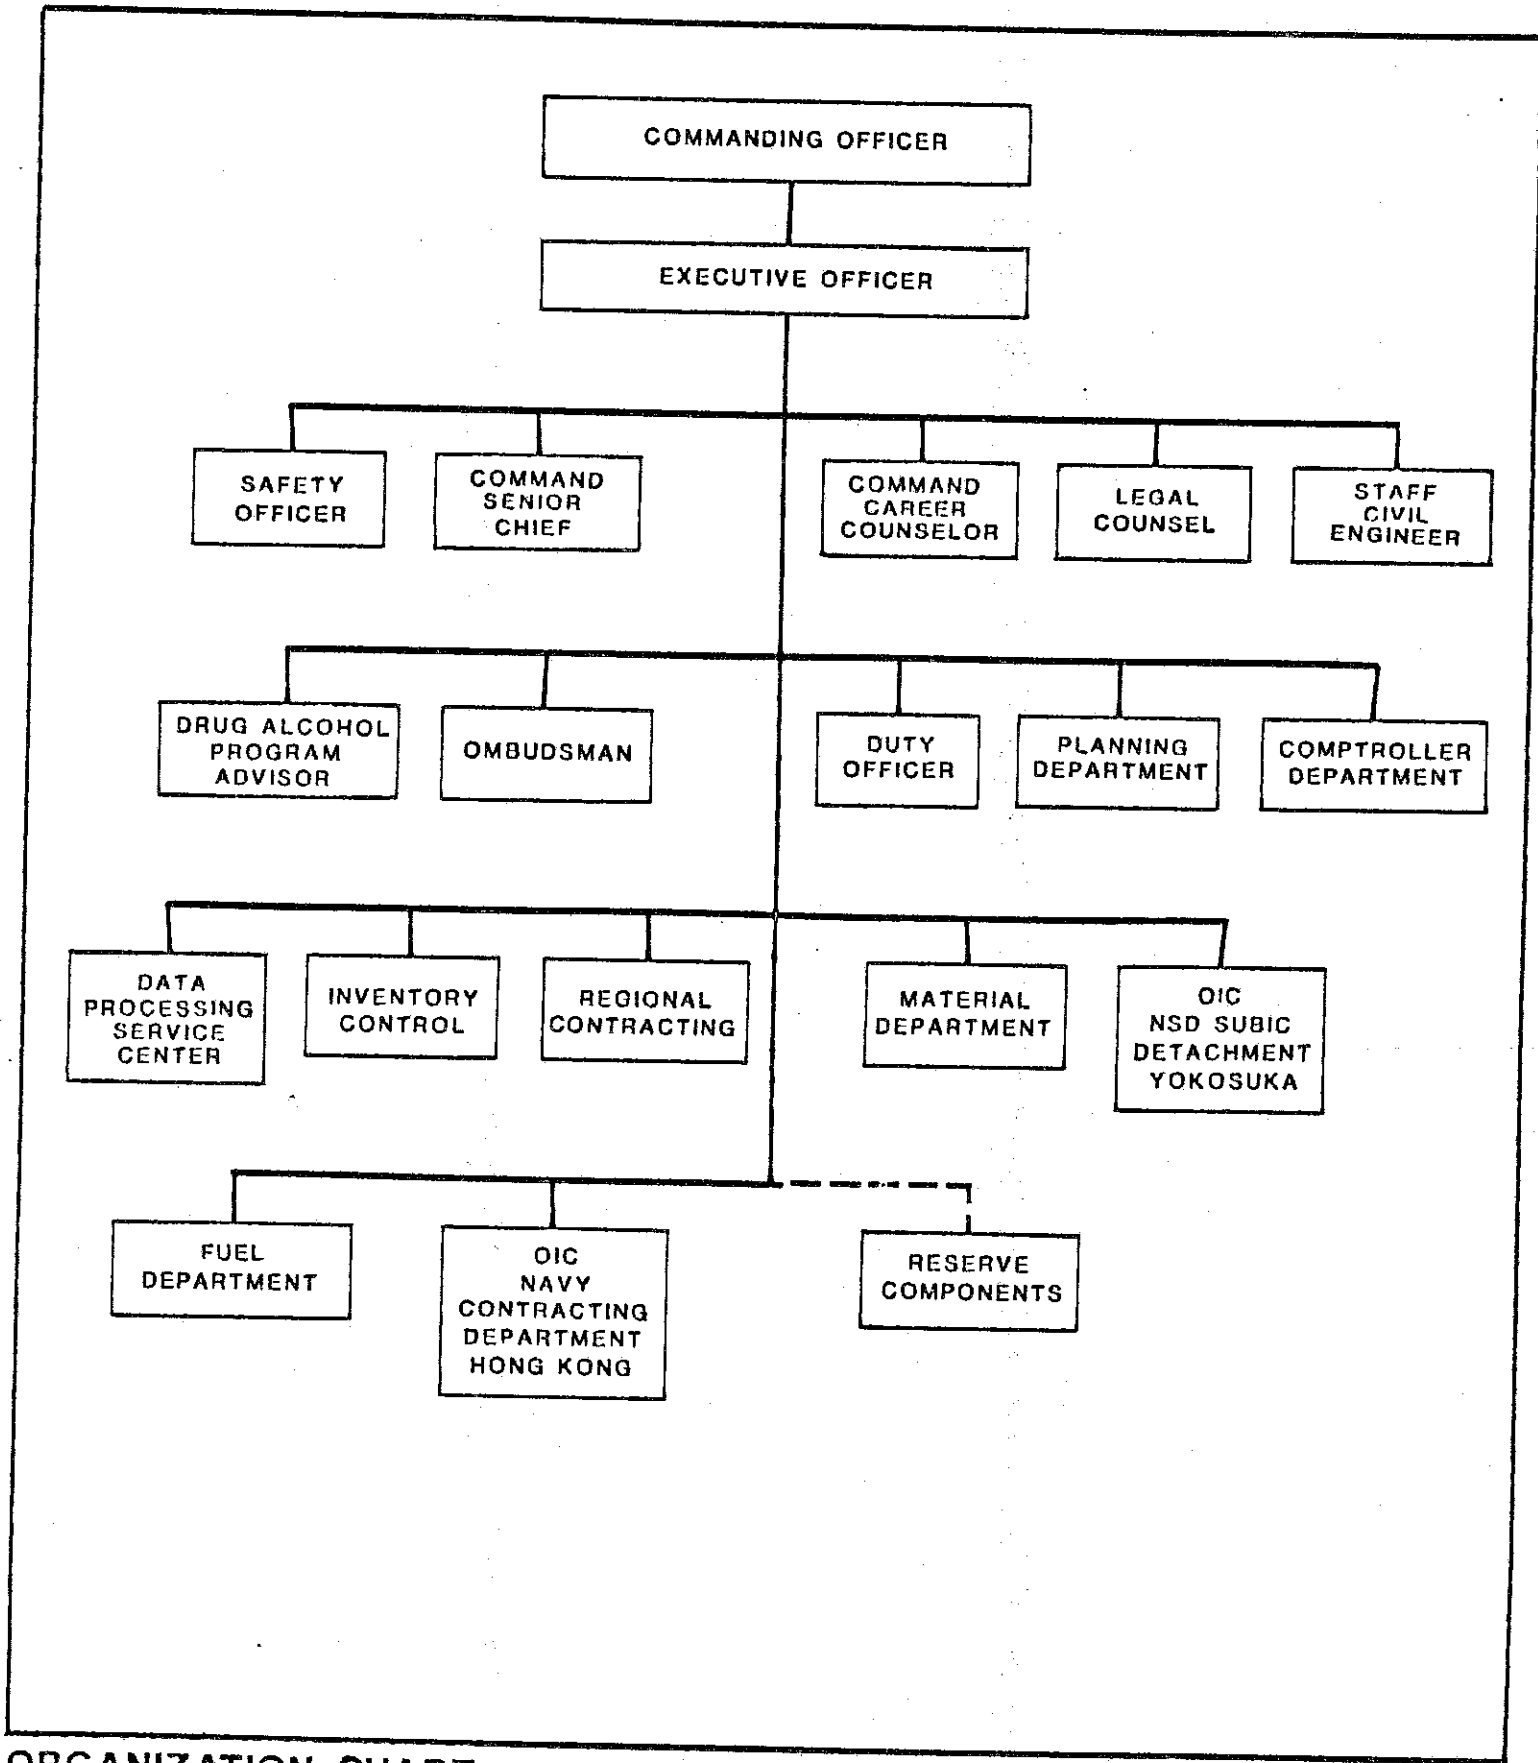 COMMANDING OFFICER
EXECUTIVE OFFICER
SAFETY
OFFICER
COMMAND
SENIOR
CHIEF
COMMAND
CAREER
COUNSELOR
LEGAL
COUNSEL
STAFF
CIVIL
ENGINEER
DRUG ALCOHOL
PROGRAM
ADVISOR
OMBUDSMAN
DUTY
OFFICER
PLANNING
DEPARTMENT
COMPTROLLER
DEPARTMENT
DATA
PROCESSING
SERVICE
CENTER
INVENTORY
CONTROL
REGIONAL
CONTRACTING
MATERIAL
DEPARTMENT
OIC
NSD SUBIC
DETACHMENT
YOKOSUKA
FUEL
DEPARTMENT
OIC
NAVY
CONTRACTING
DEPARTMENT
HONG KONG
RESERVE
COMPONENTS
ORGANIZATION CHART